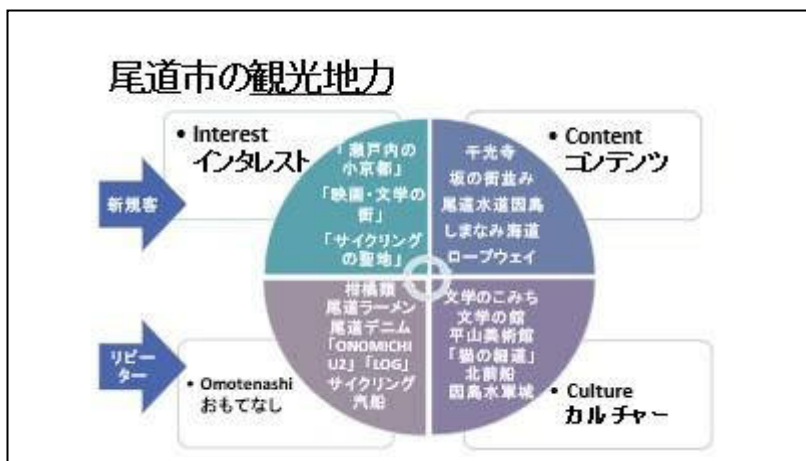 尾道市の観光地力
• Interest
インタレスト
• Content
コンテンツ
新規客
「瀬戸内の
小京都」
「映画・文学の
街」
「サイクリング
の聖地」
千光寺
坂の街並み
尾道水道因島
しまなみ海道
ロープウェイ
リピー
ター
柑橘類
尾道ラーメン
尾道デニム
「ONOMICHI
U2」「LOG」
サイクリング
汽船
文学のこみち
文学の館
平山美術館
「猫の細道」
北前船
因島水軍城
• Omotenashi
おもてなし
• Culture
カルチャー